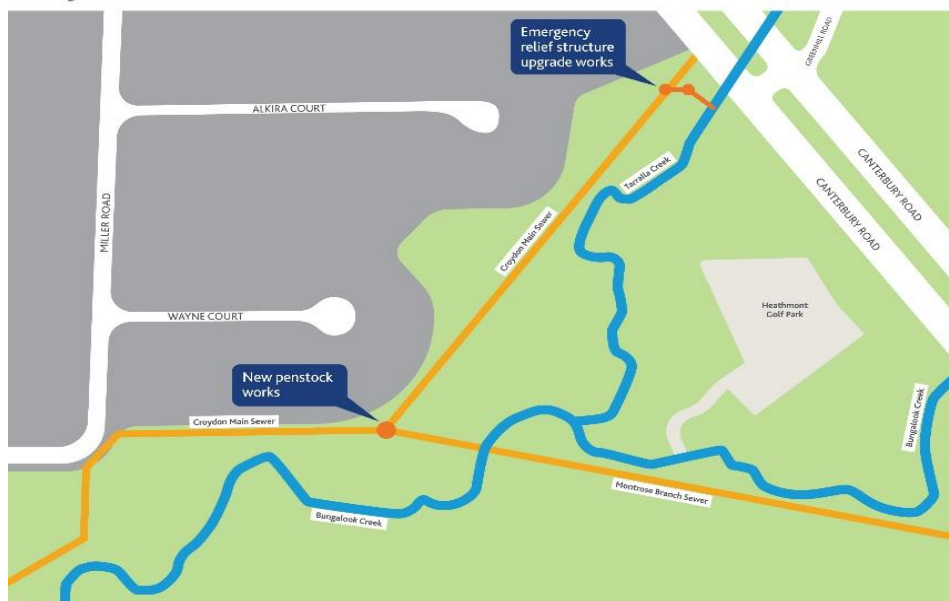 Emergency
relief structure
upgrade works
GREENHILL ROAD
ALKIRA COURT
Tarralla Creek
CANTERBURY ROAD
CANTERBURY ROAD
MILLER ROAD
Croydon Main Sewer
Heathmont
Golf Park
WAYNE COURT
New penstock
works
Bungalook Creek
Croydon Main Sewer
Montrose Branch Sewer
Bungalook Creek